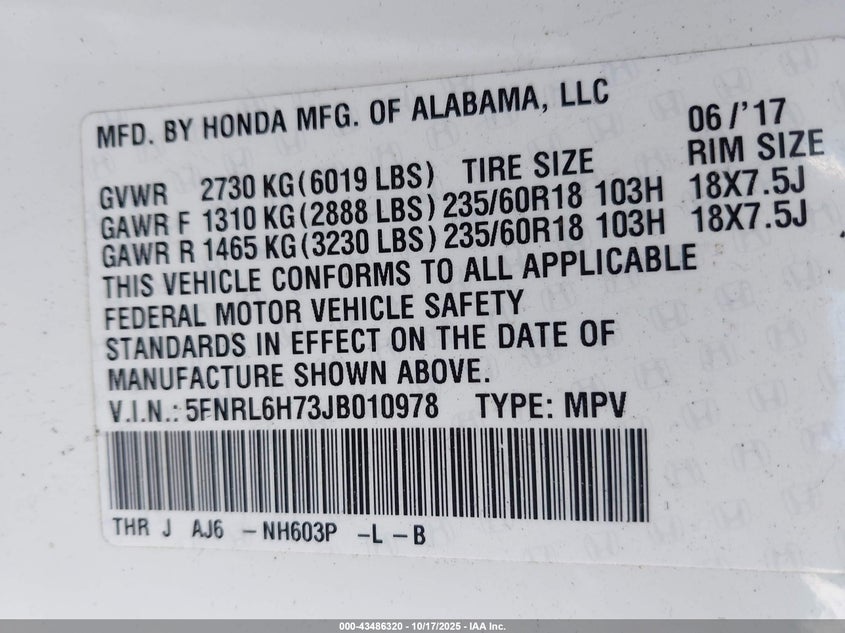 MFD. BY HONDA MFG. OF ALABAMA, LLC 06/'17
GVWR 2730 KG(6019 LBS) TIRE SIZE RIM SIZE
GAWR F 1310 KG(2888 LBS) 235/60R18 103H 18X7.5J
GAWR R 1465 KG(3230 LBS) 235/60R18 103H 18X7.5J
THIS VEHICLE CONFORMS TO ALL APPLICABLE
FEDERAL MOTOR VEHICLE SAFETY
STANDARDS IN EFFECT ON THE DATE OF
MANUFACTURE SHOWN ABOVE.
V.I.N.: 5FNRL6H73JB010978 TYPE: MPV
THR J AJ6 -NH603P -L -B
000-43486320 - 10/17/2025 - IAA Inc.